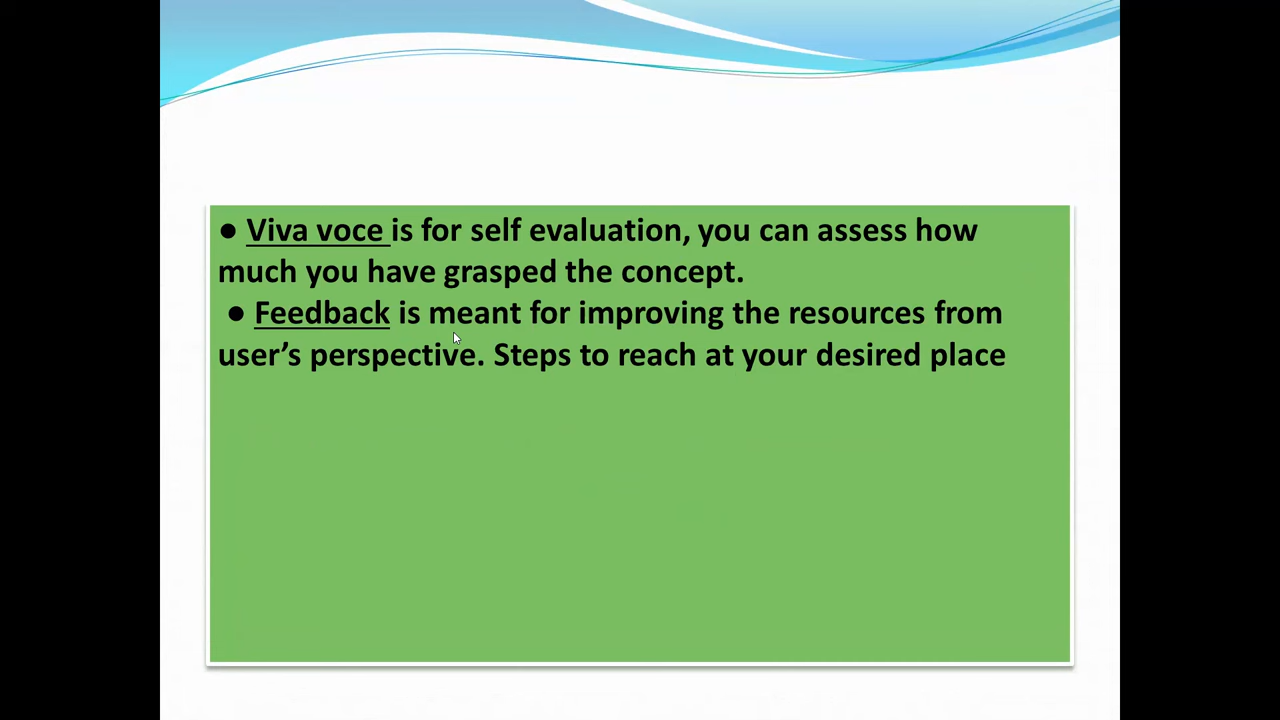 ● Viva voce is for self evaluation, you can assess how
much you have grasped the concept.
● Feedback is meant for improving the resources from
user’s perspective. Steps to reach at your desired place